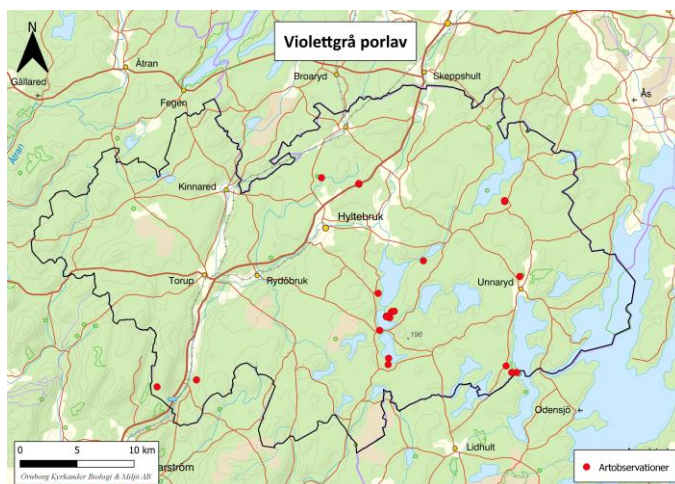 Violettgrå porlav
N
Ätran
Gällared
Fegen
Broaryd
Skeppshult
Ås
Ätran
Kinnared
Hyltebruk
Torup
Rydöbruk
Unnaryd
196
Odensjö
Lidhult
0 5 10 km
Örnborg Kyrkander Biologi & Miljö AB
arström
Artobservationer